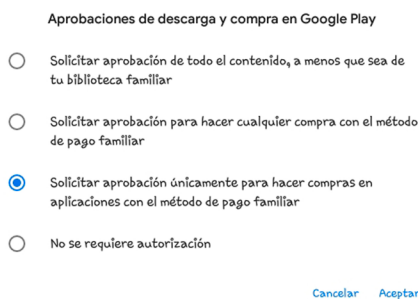 Aprobaciones de descarga y compra en Google Play
Solicitar aprobación de todo el contenido, a menos que sea de
tu biblioteca familiar
Solicitar aprobación para hacer cualquier compra con el método
de pago familiar
Solicitar aprobación únicamente para hacer compras en
aplicaciones con el método de pago familiar
No se requiere autorización
Cancelar Aceptar